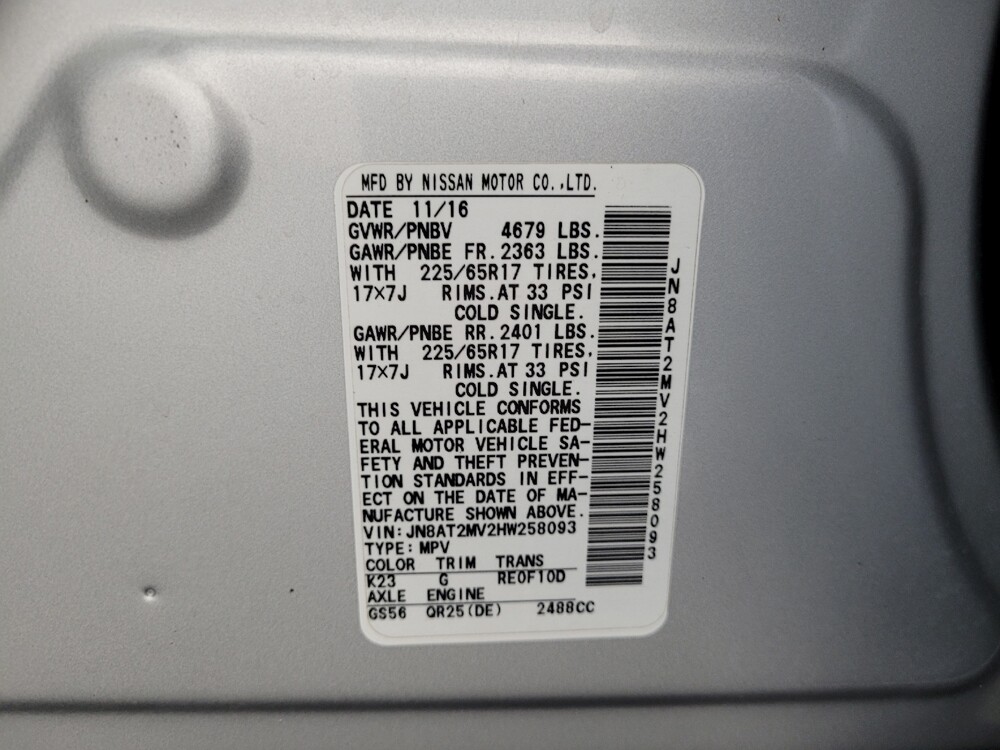 MFD BY NISSAN MOTOR CO.,LTD.
DATE 11/16
GVWR/PNBV 4679 LBS.
GAWR/PNBE FR. 2363 LBS.
WITH 225/65R17 TIRES,
17×7J RIMS.AT 33 PSI
COLD SINGLE.
GAWR/PNBE RR. 2401 LBS.
WITH 225/65R17 TIRES,
17×7J RIMS.AT 33 PSI
COLD SINGLE.
THIS VEHICLE CONFORMS
TO ALL APPLICABLE FED-
ERAL MOTOR VEHICLE SA-
FETY AND THEFT PREVEN-
TION STANDARDS IN EFF-
ECT ON THE DATE OF MA-
NUFACTURE SHOWN ABOVE.
VIN:JN8AT2MV2HW258093
TYPE:MPV
COLOR TRIM TRANS
K23 G RE0F10D
AXLE ENGINE
GS56 QR25(DE) 2488CC
JN8AT2MV2HW258093